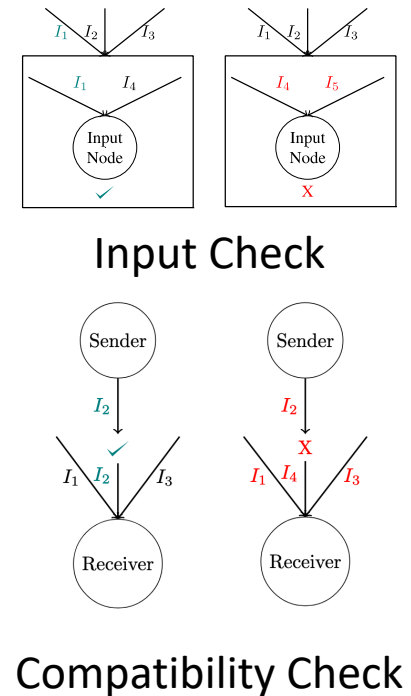 I₁ I₂ I₃ I₁ I₂ I₃
I₁ I₄ I₄ I₅
Input Node Input Node
✓ X
Input Check
Sender Sender
I₂ I₂
✓ X
I₁ I₂ I₃ I₁ I₄ I₃
Receiver Receiver
Compatibility Check